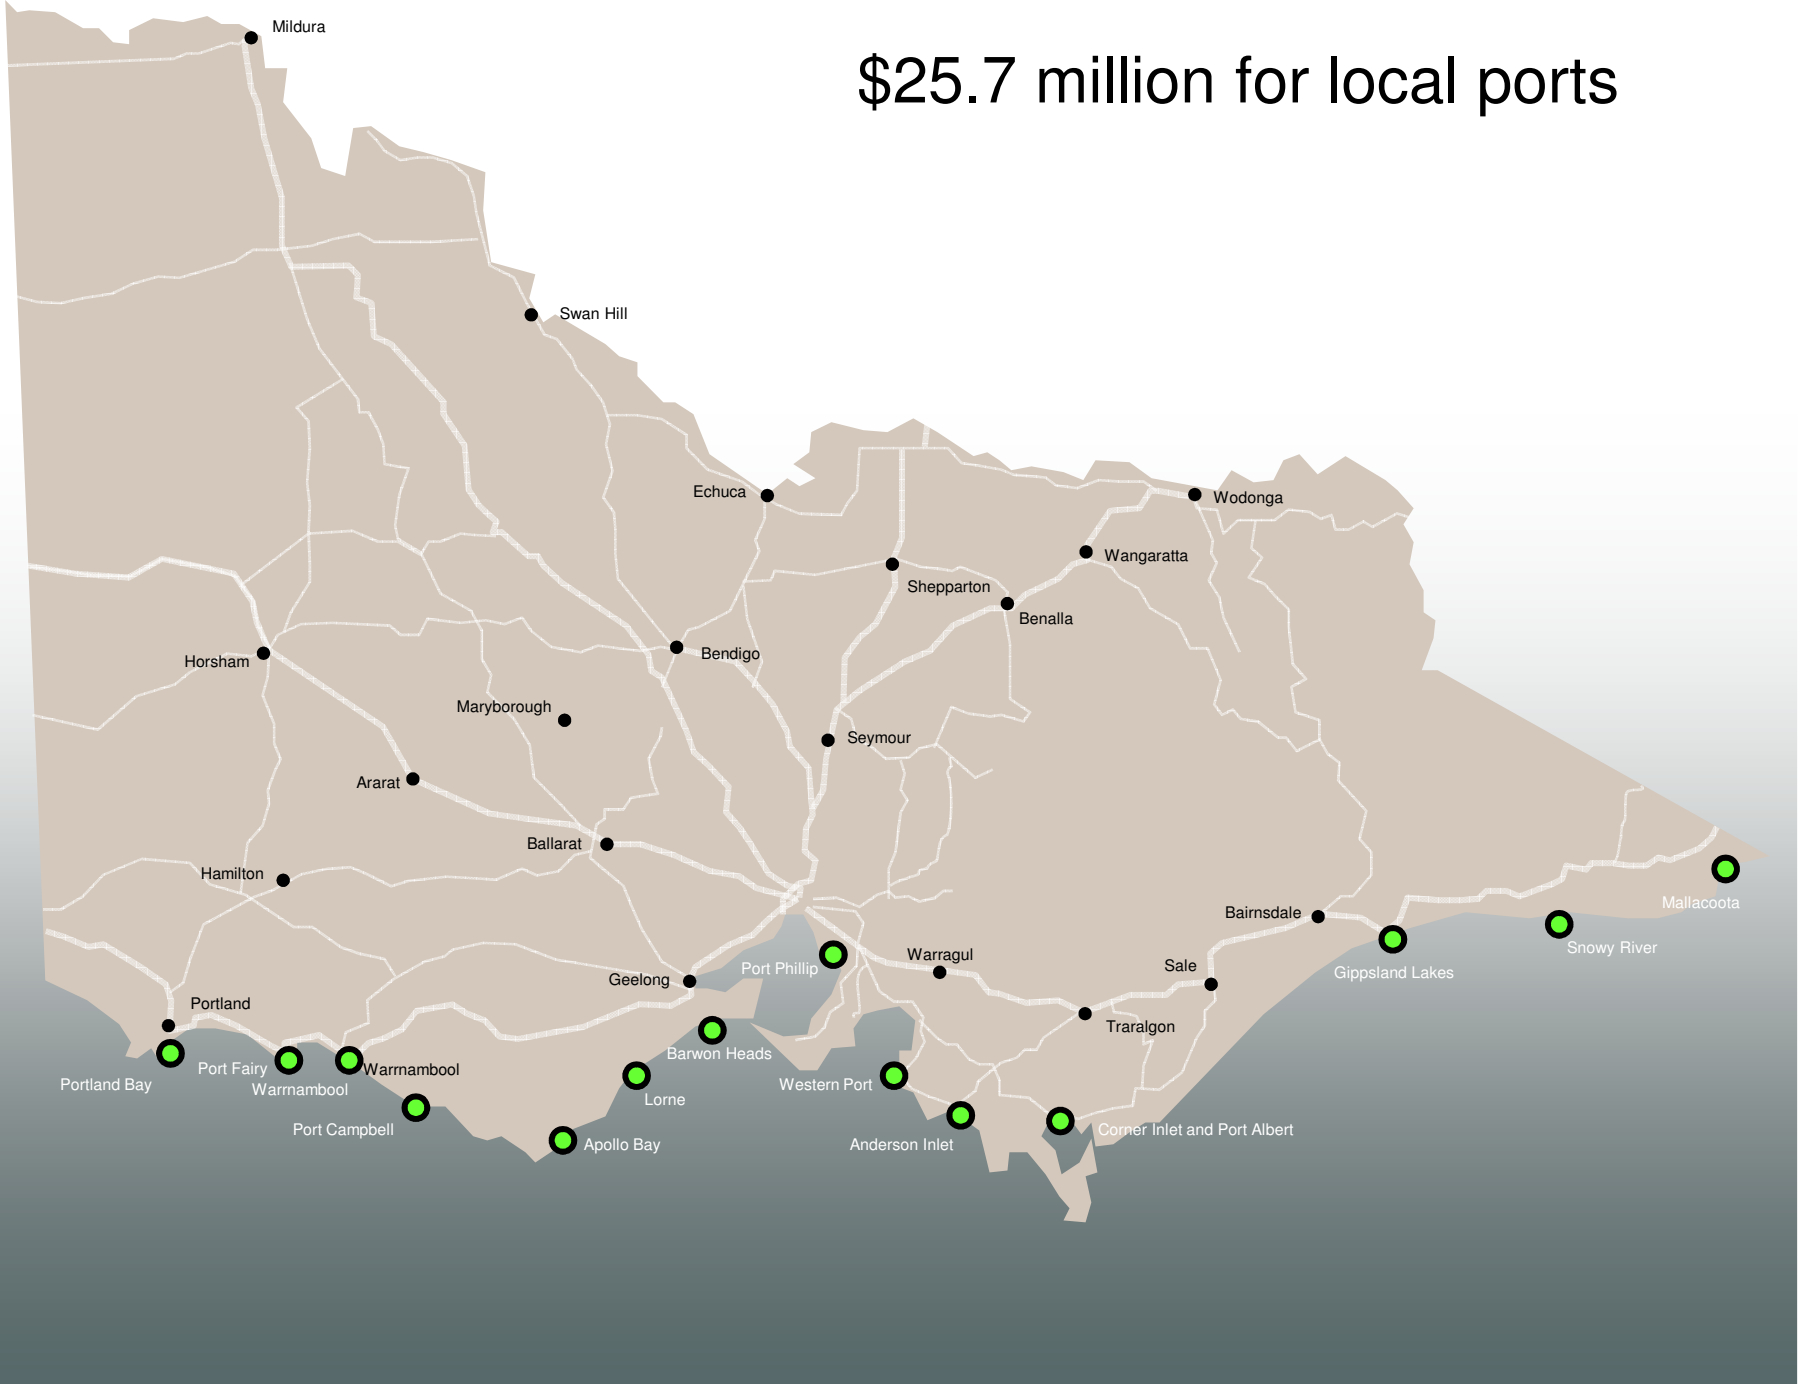 Mildura
$25.7 million for local ports
Swan Hill
Echuca
Wodonga
Wangaratta
Shepparton
Benalla
Horsham
Bendigo
Maryborough
Seymour
Ararat
Ballarat
Hamilton
Mallacoota
Bairnsdale
Snowy River
Warragul
Port Phillip
Sale
Gippsland Lakes
Geelong
Portland
Traralgon
Barwon Heads
Port Fairy
Warrnambool
Portland Bay
Western Port
Warrnambool
Lorne
Port Campbell
Corner Inlet and Port Albert
Apollo Bay
Anderson Inlet